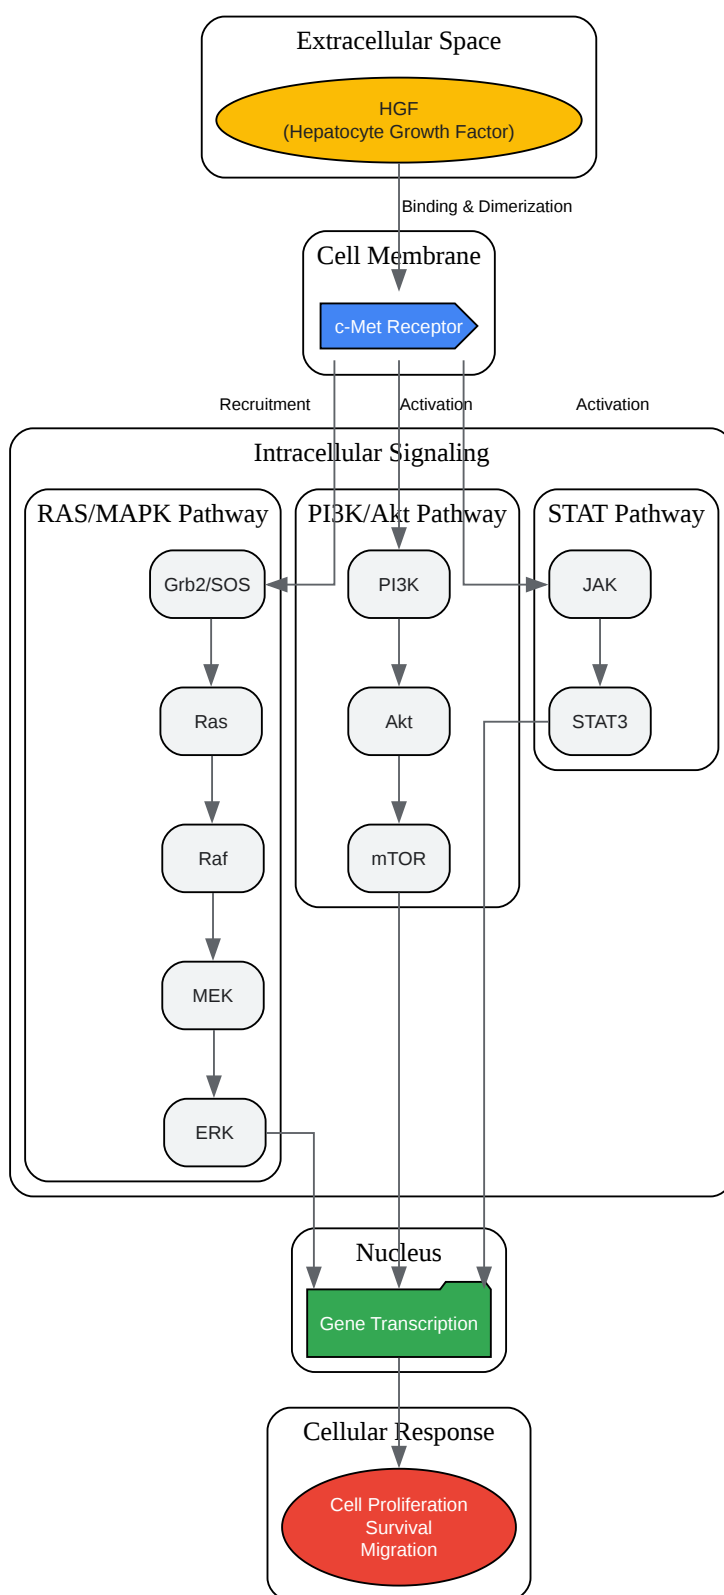 Extracellular Space
HGF
(Hepatocyte Growth Factor)
Binding & Dimerization
Cell Membrane
c-Met Receptor
Recruitment
Activation
Activation
Intracellular Signaling
RAS/MAPK Pathway
PI3K/Akt Pathway
STAT Pathway
Grb2/SOS
PI3K
JAK
Ras
Akt
STAT3
Raf
mTOR
MEK
ERK
Nucleus
Gene Transcription
Cellular Response
Cell Proliferation
Survival
Migration